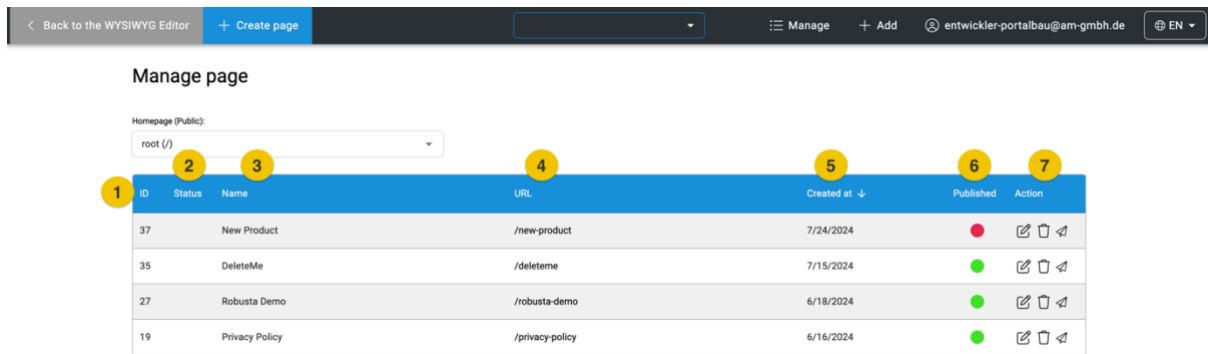 Back to the WYSIWYG Editor + Create page Manage + Add entwickler-portalbau@am-gmbh.de EN
Manage page
Homepage (Public):
root (/)
2 3 4 5 6 7
1 ID Status Name URL Created at ↓ Published Action
37 New Product /new-product 7/24/2024
35 DeleteMe /deleteme 7/15/2024
27 Robusta Demo /robusta-demo 6/18/2024
19 Privacy Policy /privacy-policy 6/16/2024